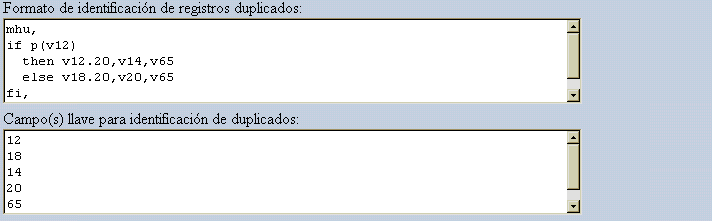 Formato de identificación de registros duplicados:
mhu,
if p(v12)
then v12.20,v14,v65
else v18.20,v20,v65
fi,
Campo(s) llave para identificación de duplicados:
12
18
14
20
65